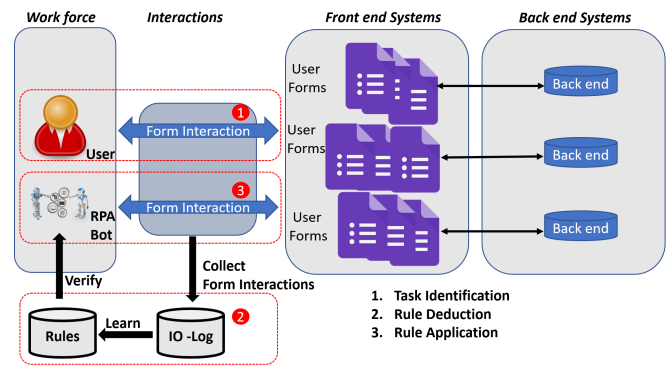 Work force
Interactions
Front end Systems
Back end Systems
User
Forms
Back end
1
Form Interaction
User
User
Forms
Back end
3
Form Interaction
RPA
Bot
User
Forms
Back end
Verify
Collect
Form Interactions
Rules
Learn
IO -Log
2
1. Task Identification
2. Rule Deduction
3. Rule Application